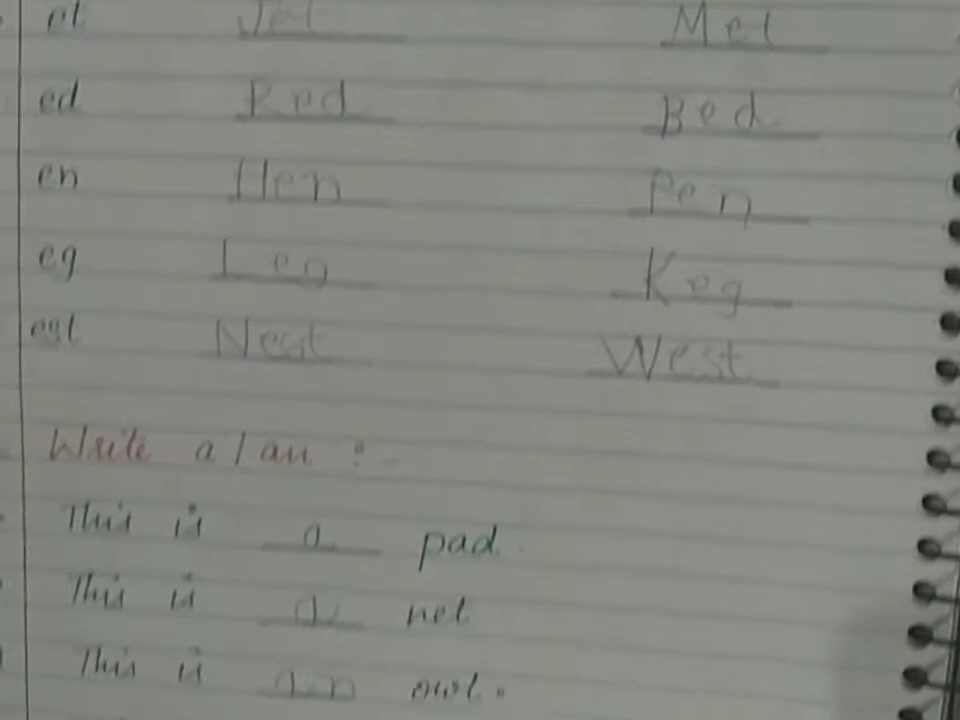 et Jet Met
ed Red Bed
en Hen Pen
eg Leg Keg
est Nest West
Write a/an :-
This is a pad.
This is a net
This is an owl.